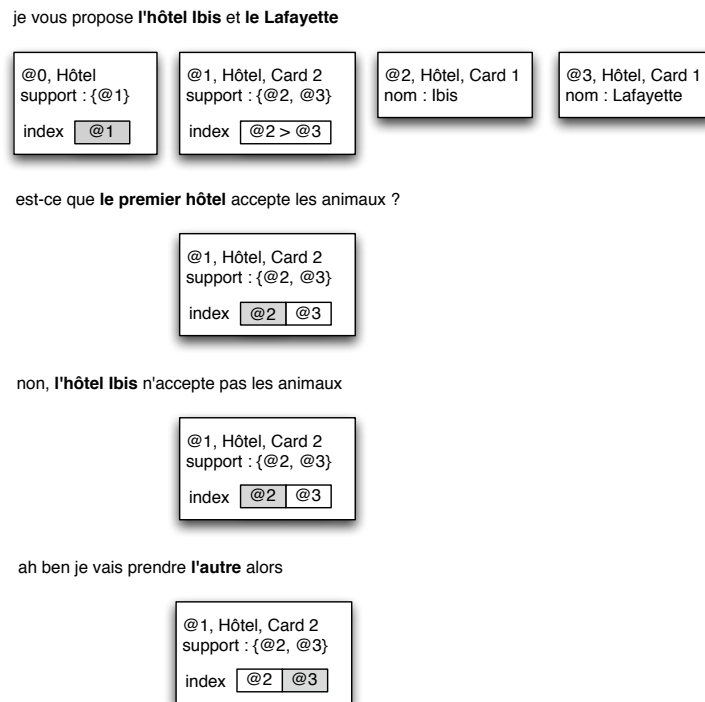 je vous propose l'hôtel Ibis et le Lafayette
@0, Hôtel
support : {@1}
index @1
@1, Hôtel, Card 2
support : {@2, @3}
index @2 > @3
@2, Hôtel, Card 1
nom : Ibis
@3, Hôtel, Card 1
nom : Lafayette
est-ce que le premier hôtel accepte les animaux ?
@1, Hôtel, Card 2
support : {@2, @3}
index @2 @3
non, l'hôtel Ibis n'accepte pas les animaux
@1, Hôtel, Card 2
support : {@2, @3}
index @2 @3
ah ben je vais prendre l'autre alors
@1, Hôtel, Card 2
support : {@2, @3}
index @2 @3